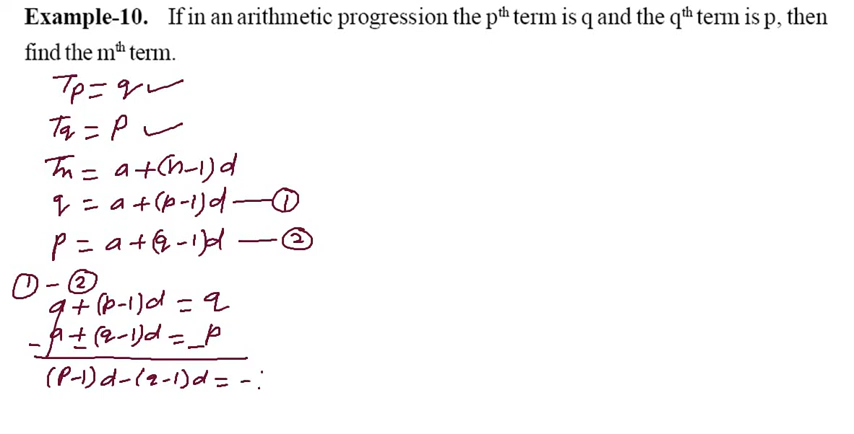 Example-10. If in an arithmetic progression the pth term is q and the qth term is p, then
find the mth term.
Tp = q ✓
Tq = p ✓
Tn = a+(n-1)d
q = a+(p-1)d — ①
p = a+(q-1)d — ②
① - ②
a+(p-1)d = q
- a ± (q-1)d = _p
(p-1)d-(q-1)d = -